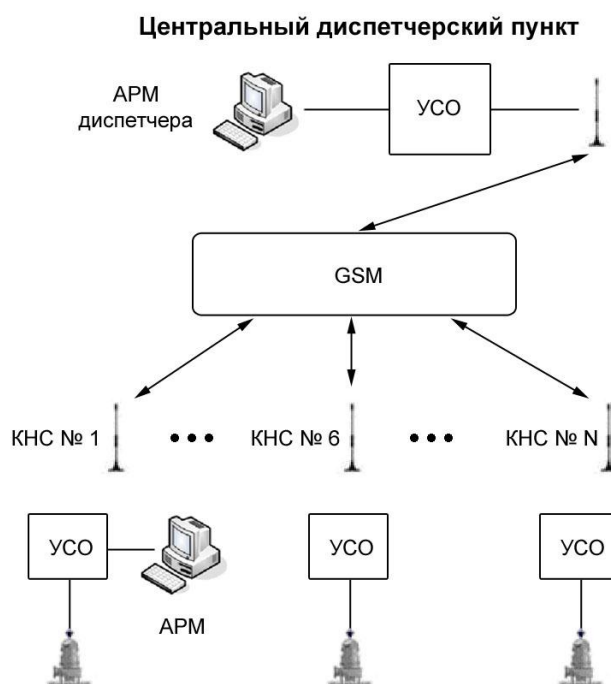 Центральный диспетчерский пункт
АРМ
диспетчера
УСО
GSM
КНС № 1
КНС № 6
КНС № N
УСО
УСО
УСО
АРМ